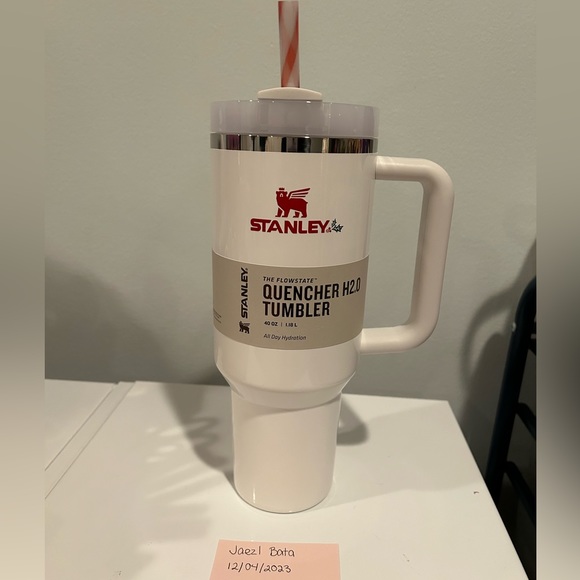 STANLEY
STANLEY
THE FLOWSTATE™
QUENCHER H2.0
TUMBLER
40 OZ | 1.18 L
All Day Hydration
Jaezl Bata
12/04/2023